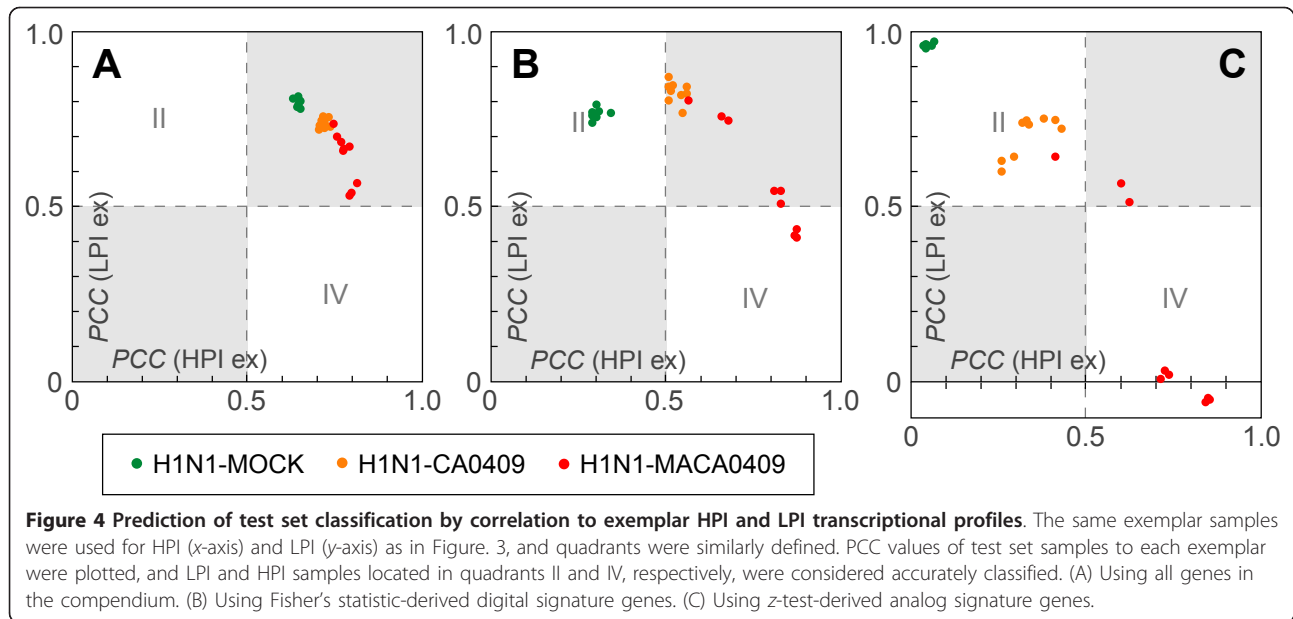 A
B
C
1.0
0.5
0
II
IV
PCC (LPI ex)
PCC (HPI ex)
0.5
1.0
1.0
0.5
0
II
IV
PCC (LPI ex)
PCC (HPI ex)
0.5
1.0
1.0
0.5
0
II
IV
PCC (LPI ex)
PCC (HPI ex)
0
0.5
1.0
H1N1-MOCK H1N1-CA0409 H1N1-MACA0409
Figure 4 Prediction of test set classification by correlation to exemplar HPI and LPI transcriptional profiles. The same exemplar samples
were used for HPI (x-axis) and LPI (y-axis) as in Figure. 3, and quadrants were similarly defined. PCC values of test set samples to each exemplar
were plotted, and LPI and HPI samples located in quadrants II and IV, respectively, were considered accurately classified. (A) Using all genes in
the compendium. (B) Using Fisher's statistic-derived digital signature genes. (C) Using z-test-derived analog signature genes.